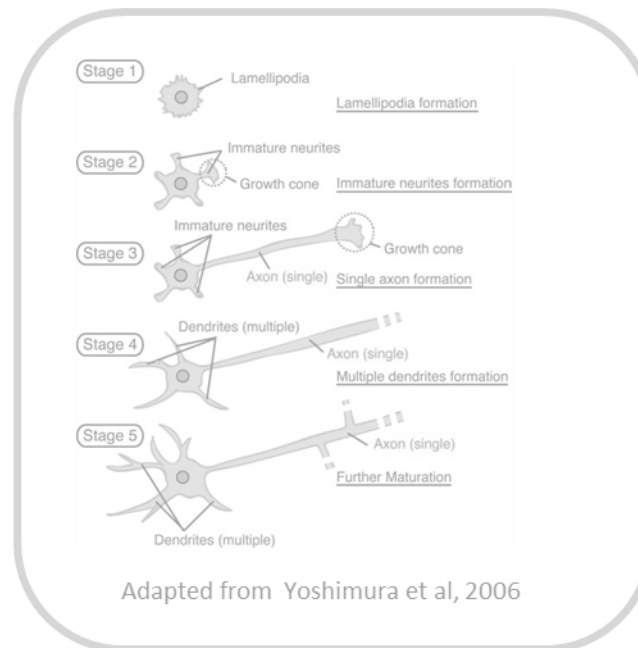 Stage 1
Lamellipodia
Lamellipodia formation
Stage 2
Immature neurites
Growth cone
Immature neurites formation
Immature neurites
Stage 3
Growth cone
Axon (single)
Single axon formation
Dendrites (multiple)
Stage 4
Axon (single)
Multiple dendrites formation
Stage 5
Axon (single)
Further Maturation
Dendrites (multiple)
Adapted from Yoshimura et al, 2006